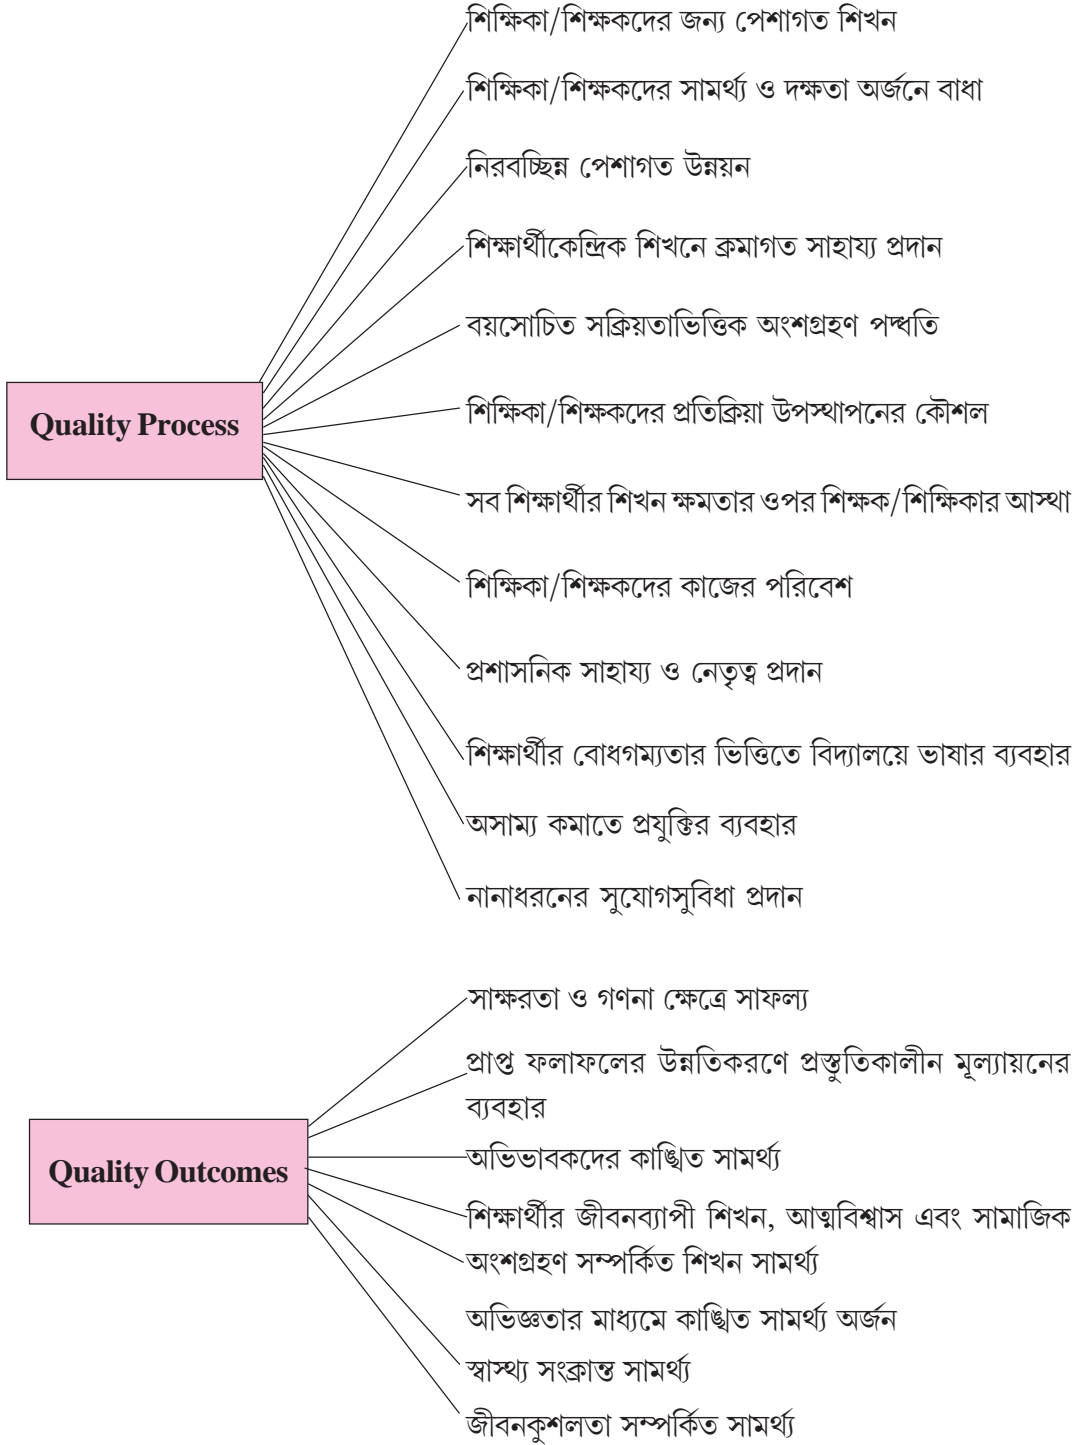 শিক্ষিকা/শিক্ষকদের জন্য পেশাগত শিখন
শিক্ষিকা/শিক্ষকদের সামর্থ্য ও দক্ষতা অর্জনে বাধা
নিরবচ্ছিন্ন পেশাগত উন্নয়ন
শিক্ষার্থীকেন্দ্রিক শিখনে ক্রমাগত সাহায্য প্রদান
বয়সোচিত সক্রিয়তাভিত্তিক অংশগ্রহণ পদ্ধতি
Quality Process
শিক্ষিকা/শিক্ষকদের প্রতিক্রিয়া উপস্থাপনের কৌশল
সব শিক্ষার্থীর শিখন ক্ষমতার ওপর শিক্ষক/শিক্ষিকার আস্থা
শিক্ষিকা/শিক্ষকদের কাজের পরিবেশ
প্রশাসনিক সাহায্য ও নেতৃত্ব প্রদান
শিক্ষার্থীর বোধগম্যতার ভিত্তিতে বিদ্যালয়ে ভাষার ব্যবহার
অসাম্য কমাতে প্রযুক্তির ব্যবহার
নানাধরনের সুযোগসুবিধা প্রদান
সাক্ষরতা ও গণনা ক্ষেত্রে সাফল্য
প্রাপ্ত ফলাফলের উন্নতিকরণে প্রস্তুতিকালীন মূল্যায়নের
ব্যবহার
অভিভাবকদের কাঙ্খিত সামর্থ্য
Quality Outcomes
শিক্ষার্থীর জীবনব্যাপী শিখন, আত্মবিশ্বাস এবং সামাজিক
অংশগ্রহণ সম্পর্কিত শিখন সামর্থ্য
অভিজ্ঞতার মাধ্যমে কাঙ্খিত সামর্থ্য অর্জন
স্বাস্থ্য সংক্রান্ত সামর্থ্য
জীবনকুশলতা সম্পর্কিত সামর্থ্য